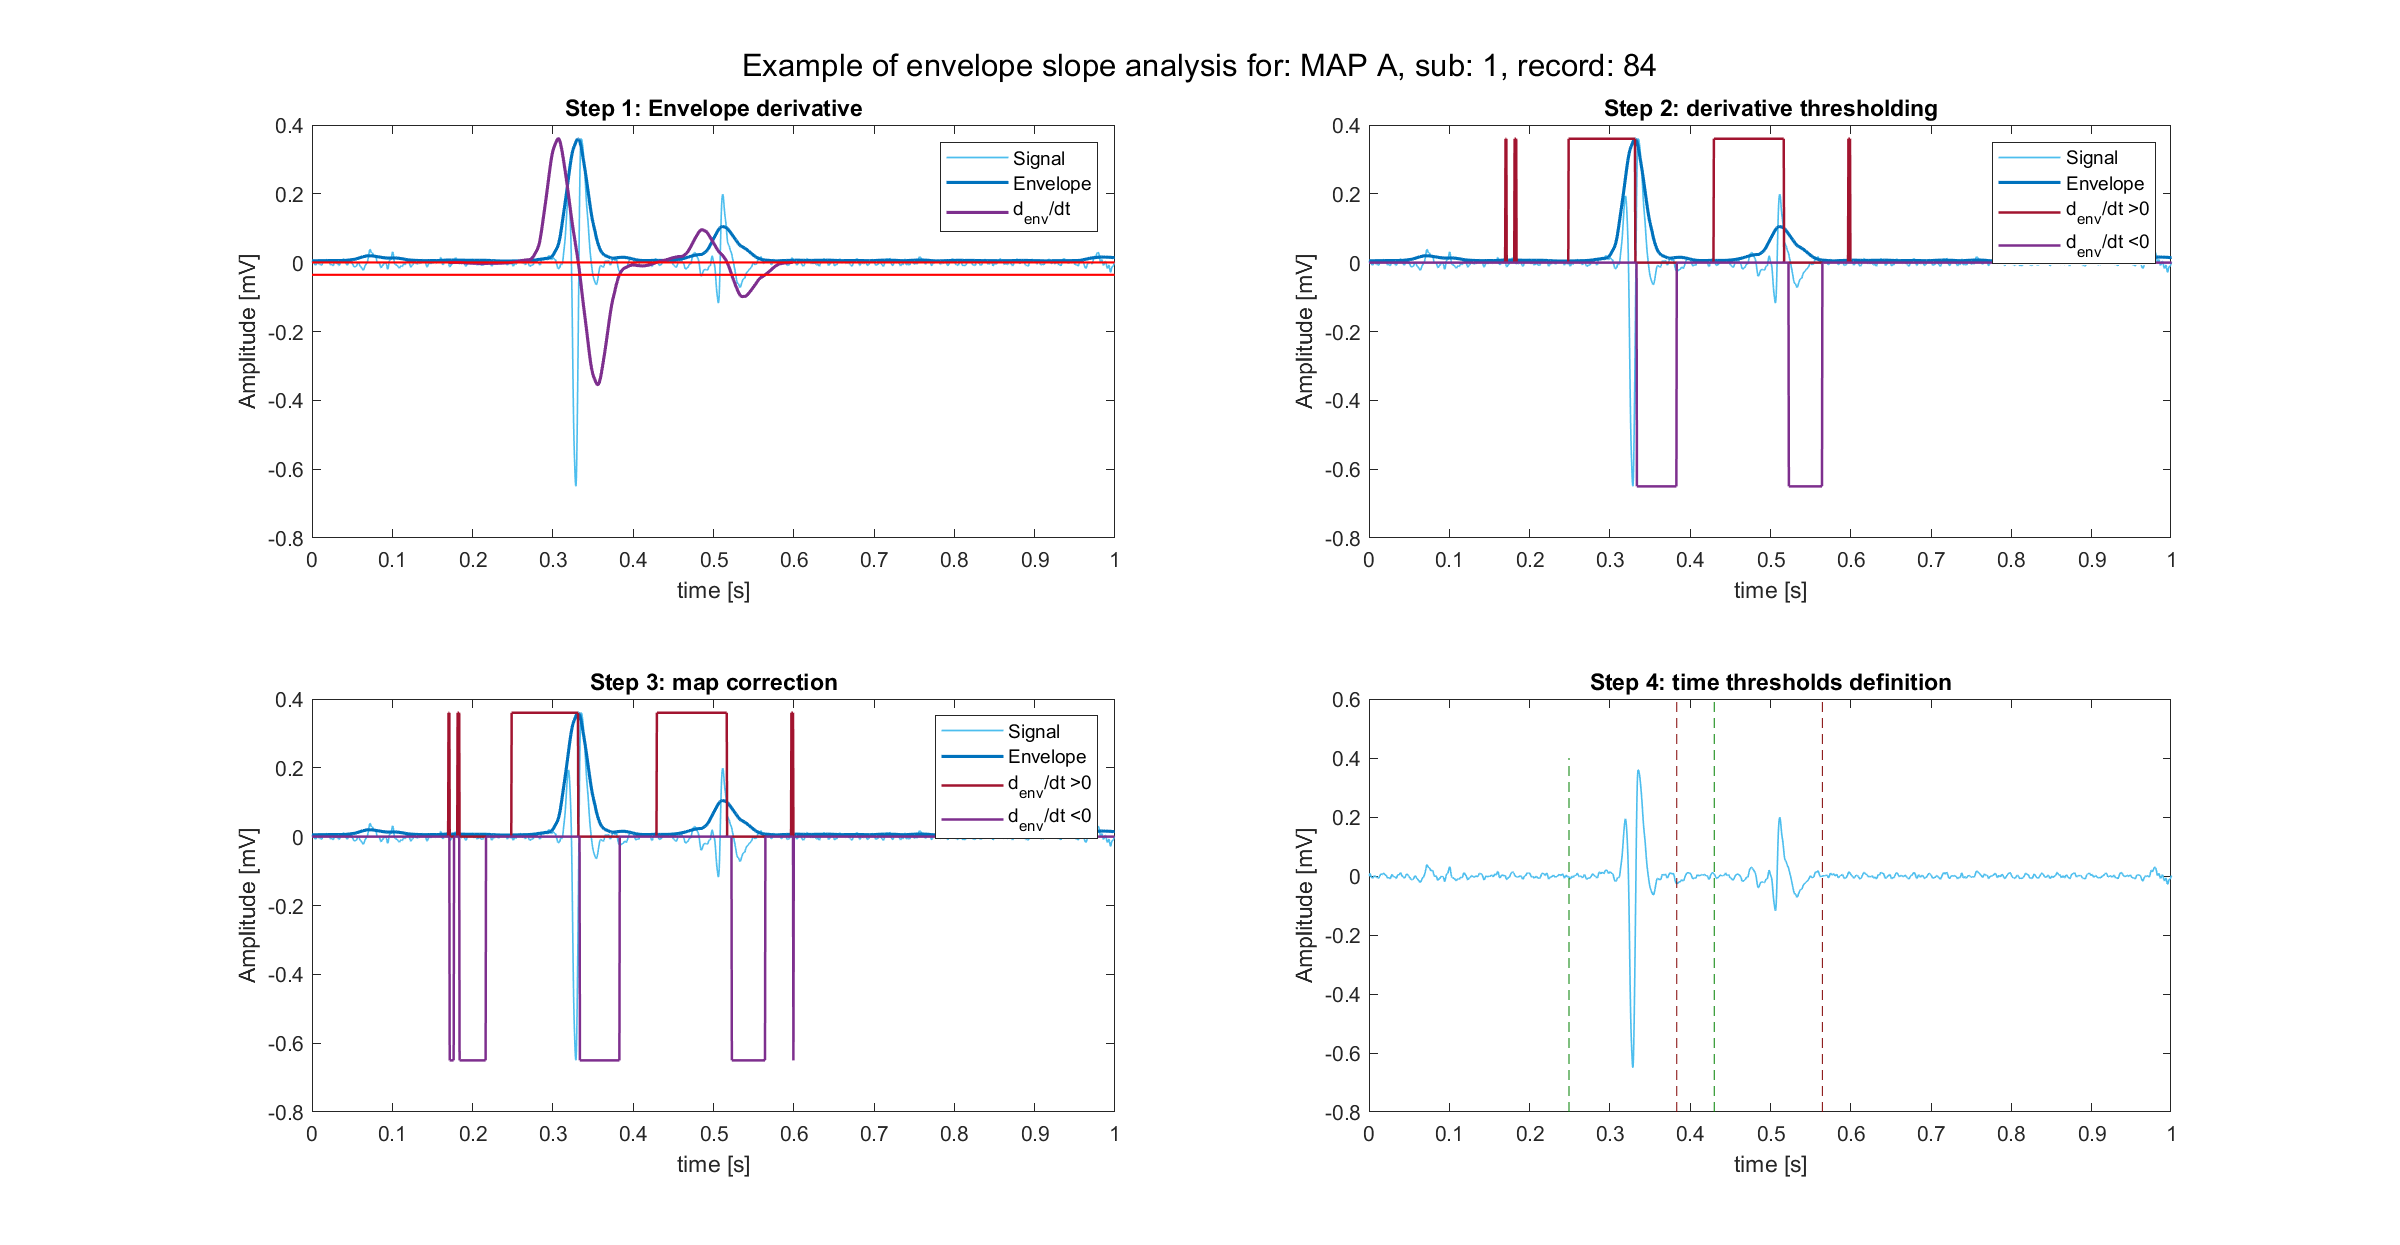 Example of envelope slope analysis for: MAP A, sub: 1, record: 84
Step 1: Envelope derivative
0.4
0.2
0
-0.2
-0.4
-0.6
-0.8
Amplitude [mV]
0 0.1 0.2 0.3 0.4 0.5 0.6 0.7 0.8 0.9 1
time [s]
Signal
Envelope
d_env/dt
Step 2: derivative thresholding
0.4
0.2
0
-0.2
-0.4
-0.6
-0.8
Amplitude [mV]
0 0.1 0.2 0.3 0.4 0.5 0.6 0.7 0.8 0.9 1
time [s]
Signal
Envelope
d_env/dt >0
d_env/dt <0
Step 3: map correction
0.4
0.2
0
-0.2
-0.4
-0.6
-0.8
Amplitude [mV]
0 0.1 0.2 0.3 0.4 0.5 0.6 0.7 0.8 0.9 1
time [s]
Signal
Envelope
d_env/dt >0
d_env/dt <0
Step 4: time thresholds definition
0.6
0.4
0.2
0
-0.2
-0.4
-0.6
-0.8
Amplitude [mV]
0 0.1 0.2 0.3 0.4 0.5 0.6 0.7 0.8 0.9 1
time [s]